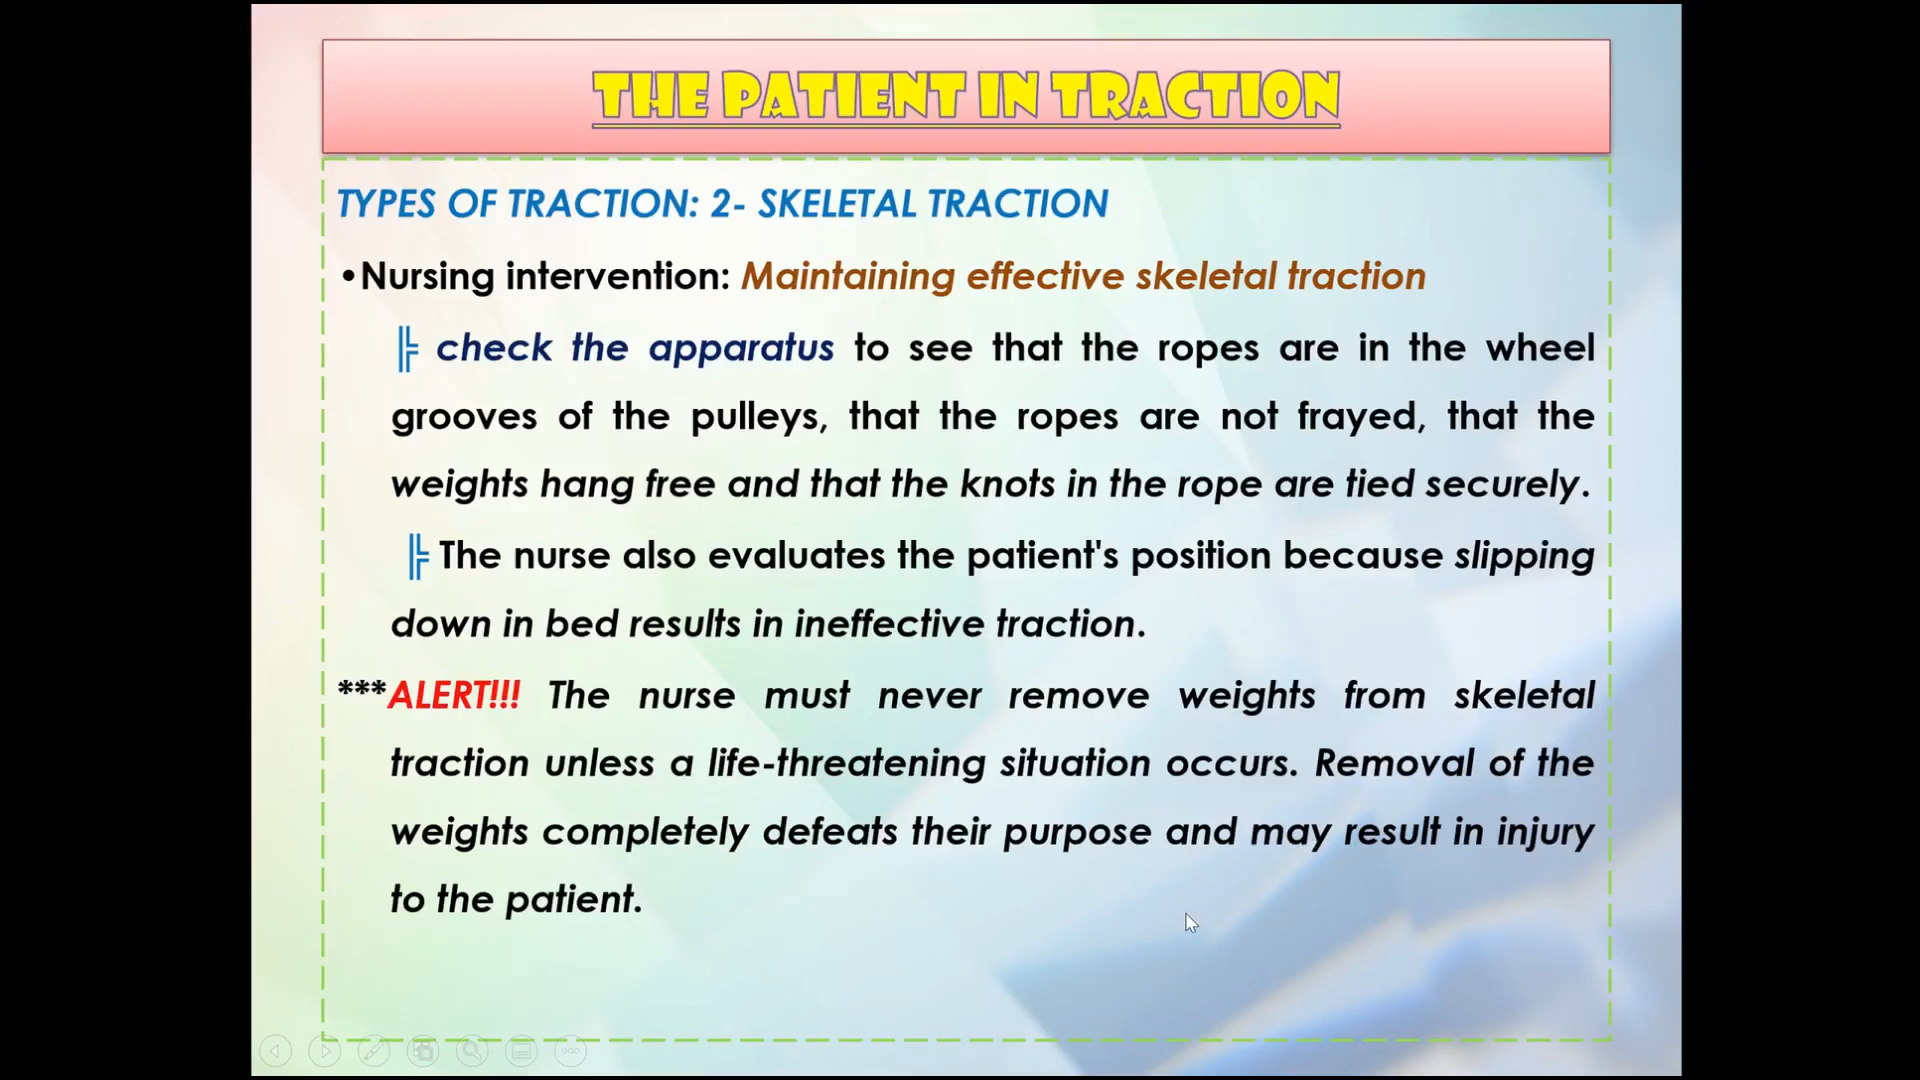 THE PATIENT IN TRACTION
TYPES OF TRACTION: 2- SKELETAL TRACTION
•Nursing intervention: Maintaining effective skeletal traction
╠ check the apparatus to see that the ropes are in the wheel
grooves of the pulleys, that the ropes are not frayed, that the
weights hang free and that the knots in the rope are tied securely.
╠ The nurse also evaluates the patient's position because slipping
down in bed results in ineffective traction.
***ALERT!!! The nurse must never remove weights from skeletal
traction unless a life-threatening situation occurs. Removal of the
weights completely defeats their purpose and may result in injury
to the patient.